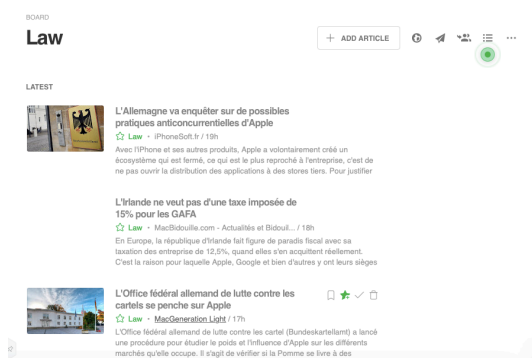 BOARD
Law
ADD ARTICLE
LATEST
L'Allemagne va enquêter sur de possibles
pratiques anticoncurrentielles d'Apple
Law • iPhoneSoft.fr / 19h
Avec l'iPhone et ses autres produits, Apple a volontairement créé un
écosystème qui est fermé, ce qui est le plus reproché à l'entreprise, c'est de
ne pas ouvrir la distribution des applications à des stores tiers. Pour justifier
L'Irlande ne veut pas d'une taxe imposée de
15% pour les GAFA
Law • MacBidouille.com - Actualités et Bidouil... / 18h
En Europe, la république d'Irlande fait figure de paradis fiscal avec sa
taxation des entreprise de 12,5%, quand elles s'en acquittent réellement.
C'est la raison pour laquelle Apple, Google et bien d'autres y ont leurs sièges
L'Office fédéral allemand de lutte contre les
cartels se penche sur Apple
Law • MacGeneration Light / 17h
L'Office fédéral allemand de lutte contre les cartel (Bundeskartellamt) a lancé
une procédure pour étudier le poids et l'influence d'Apple sur les différents
marchés qu'elle occupe. Il s'agit de vérifier si la Pomme se livre à des